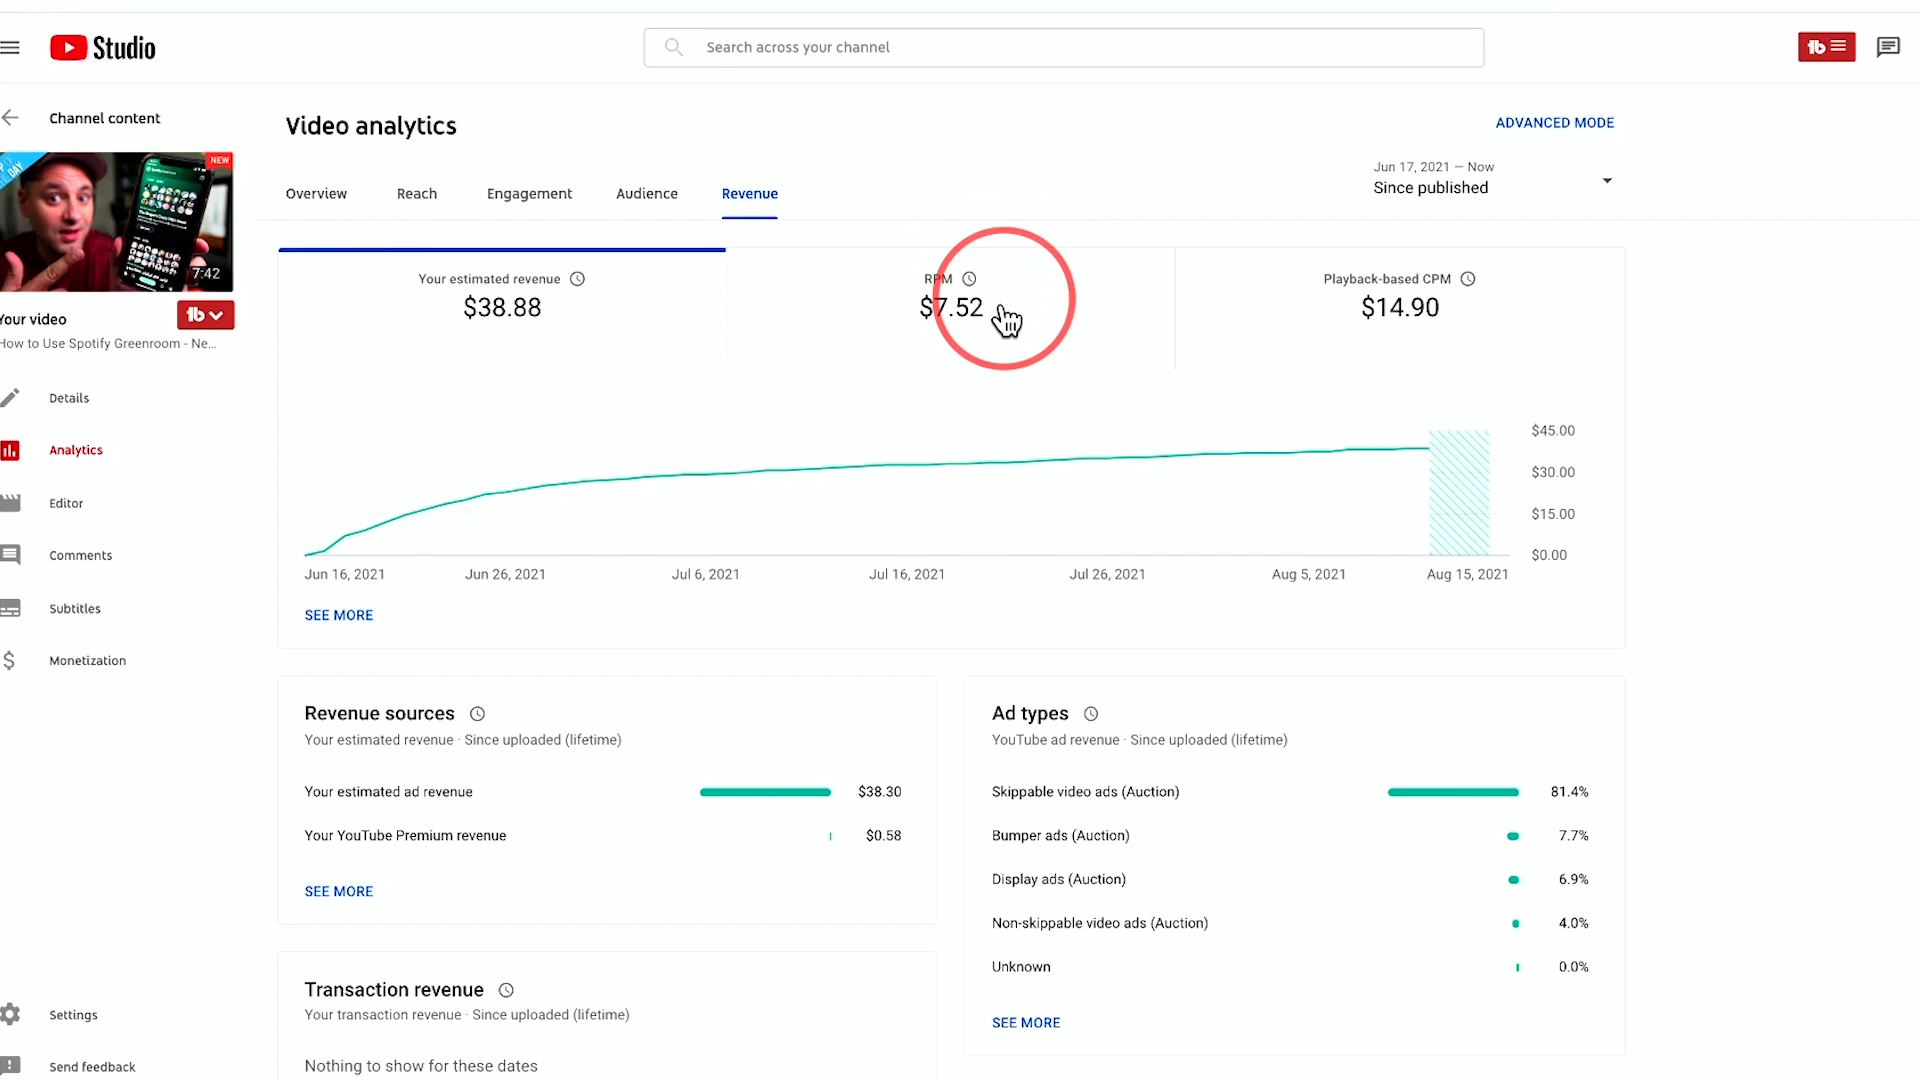 Studio
Search across your channel
Channel content
Video analytics
ADVANCED MODE
Jun 17, 2021 – Now
Since published
Overview
Reach
Engagement
Audience
Revenue
NEW
DAY
7:42
Your video
How to Use Spotify Greenroom - Ne...
Details
Analytics
Editor
Comments
Subtitles
Monetization
Settings
Send feedback
Your estimated revenue
$38.88
RPM
$7.52
Playback-based CPM
$14.90
$45.00
$30.00
$15.00
$0.00
Jun 16, 2021
Jun 26, 2021
Jul 6, 2021
Jul 16, 2021
Jul 26, 2021
Aug 5, 2021
Aug 15, 2021
SEE MORE
Revenue sources
Your estimated revenue · Since uploaded (lifetime)
Your estimated ad revenue $38.30
Your YouTube Premium revenue $0.58
SEE MORE
Transaction revenue
Your transaction revenue · Since uploaded (lifetime)
Nothing to show for these dates
Ad types
YouTube ad revenue · Since uploaded (lifetime)
Skippable video ads (Auction) 81.4%
Bumper ads (Auction) 7.7%
Display ads (Auction) 6.9%
Non-skippable video ads (Auction) 4.0%
Unknown 0.0%
SEE MORE